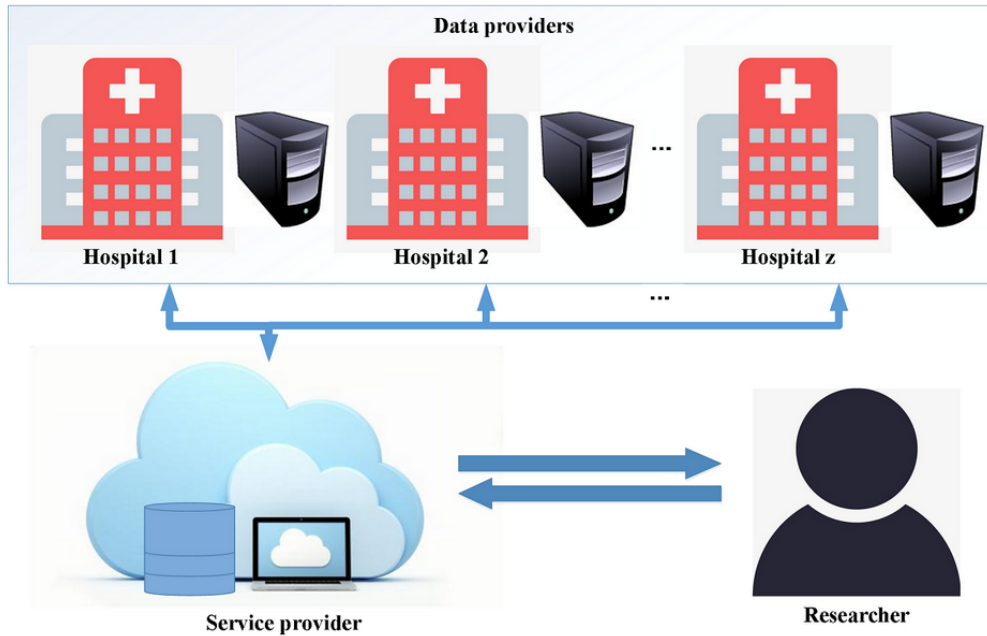 Data providers
...
Hospital 1
Hospital 2
Hospital z
...
Service provider
Researcher